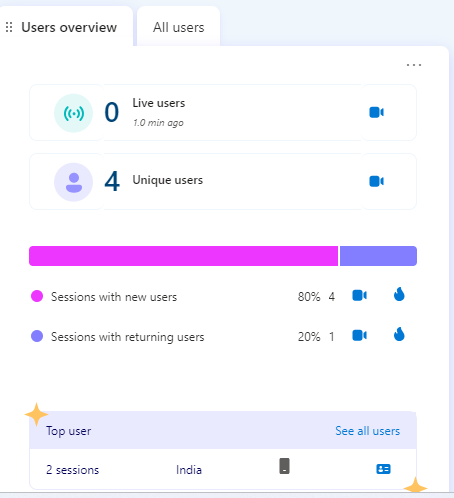 Users overview
All users
0 Live users
1.0 min ago
4 Unique users
Sessions with new users 80% 4
Sessions with returning users 20% 1
Top user See all users
2 sessions India